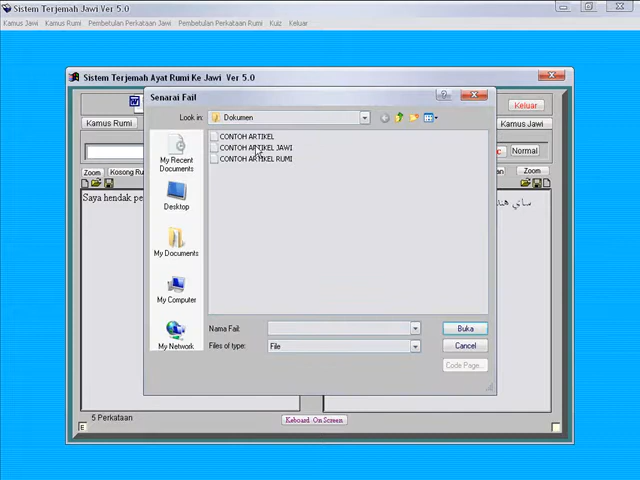 Sistem Terjemah Jawi Ver 5.0
Kamus Jawi Kamus Rumi Pembetulan Perkataan Jawi Pembetulan Perkataan Rumi Kuiz Keluar
Sistem Terjemah Ayat Rumi Ke Jawi Ver 5.0
Senarai Fail
Keluar
Look in: Dokumen
Kamus Rumi
Kamus Jawi
CONTOH ARTIKEL
CONTOH ARTIKEL JAWI
CONTOH ARTIKEL RUMI
Normal
My Recent
Documents
Zoom Kosong Ru
Zoom
Saya hendak pe
ساي هند
Desktop
My Documents
My Computer
My Network
Nama Fail: Buka
Files of type: File Cancel
Code Page...
5 Perkataan
Keboard On Screen
E